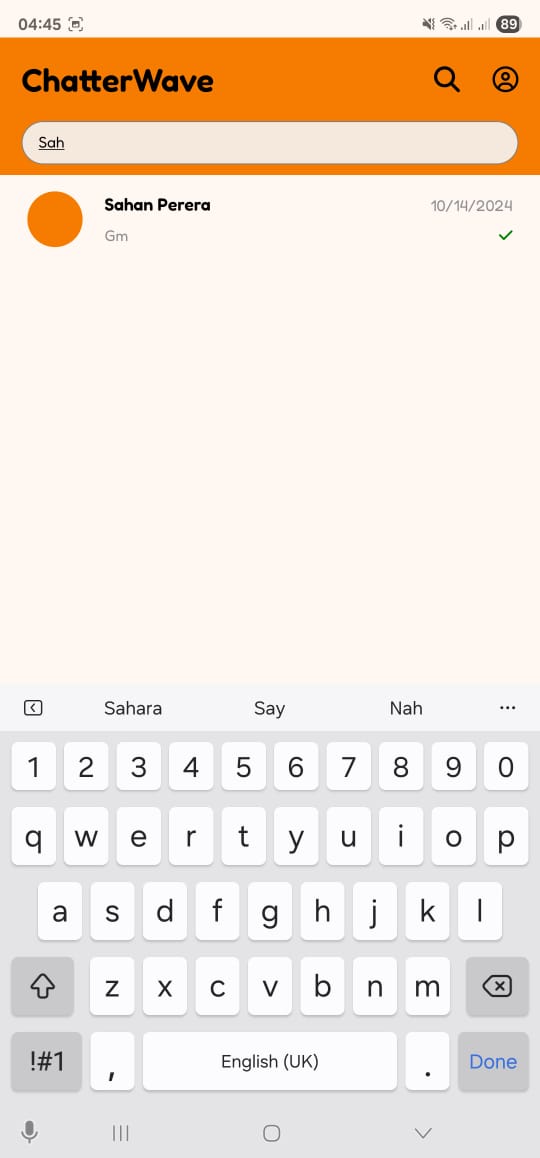 04:45 89
ChatterWave
Sah
Sahan Perera 10/14/2024
Gm
Sahara Say Nah ...
1 2 3 4 5 6 7 8 9 0
q w e r t y u i o p
a s d f g h j k l
z x c v b n m
!#1 , English (UK) . Done